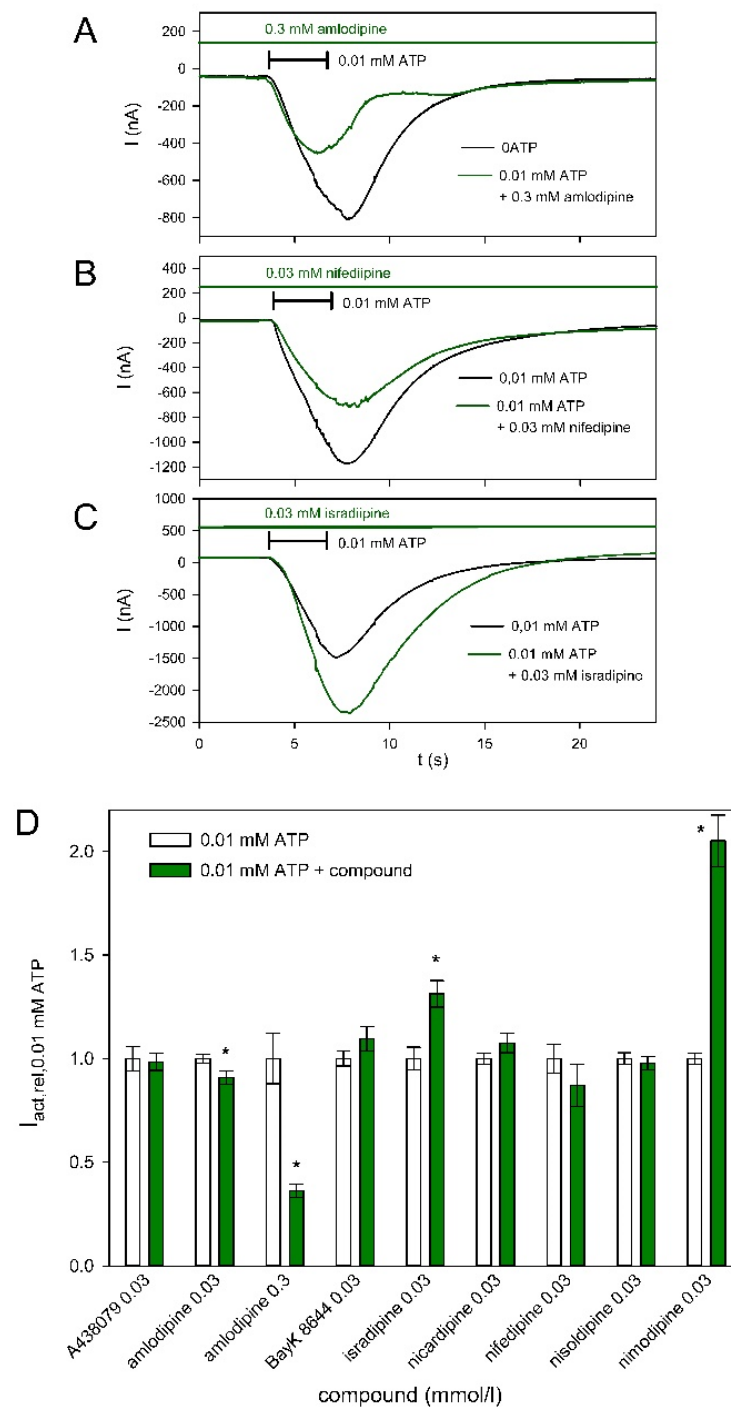 A
200
0
-200
-400
-600
-800
I (nA)
0.3 mM amlodipine
0.01 mM ATP
0ATP
0.01 mM ATP
+ 0.3 mM amlodipine
B
400
200
0
-200
-400
-600
-800
-1000
-1200
I (nA)
0.03 mM nifediipine
0.01 mM ATP
0,01 mM ATP
0.01 mM ATP
+ 0.03 mM nifedipine
C
1000
500
0
-500
-1000
-1500
-2000
-2500
I (nA)
0.03 mM isradiipine
0.01 mM ATP
0,01 mM ATP
0.01 mM ATP
+ 0.03 mM isradipine
0 5 10 15 20
t (s)
D
0.01 mM ATP
0.01 mM ATP + compound
2.0
1.5
1.0
0.5
0.0
Iact,rel,0.01 mM ATP
* * * *
A438079 0.03
amlodipine 0.03
amlodipine 0.3
BayK 8644 0.03
isradipine 0.03
nicardipine 0.03
nifedipine 0.03
nisoldipine 0.03
nimodipine 0.03
compound (mmol/l)